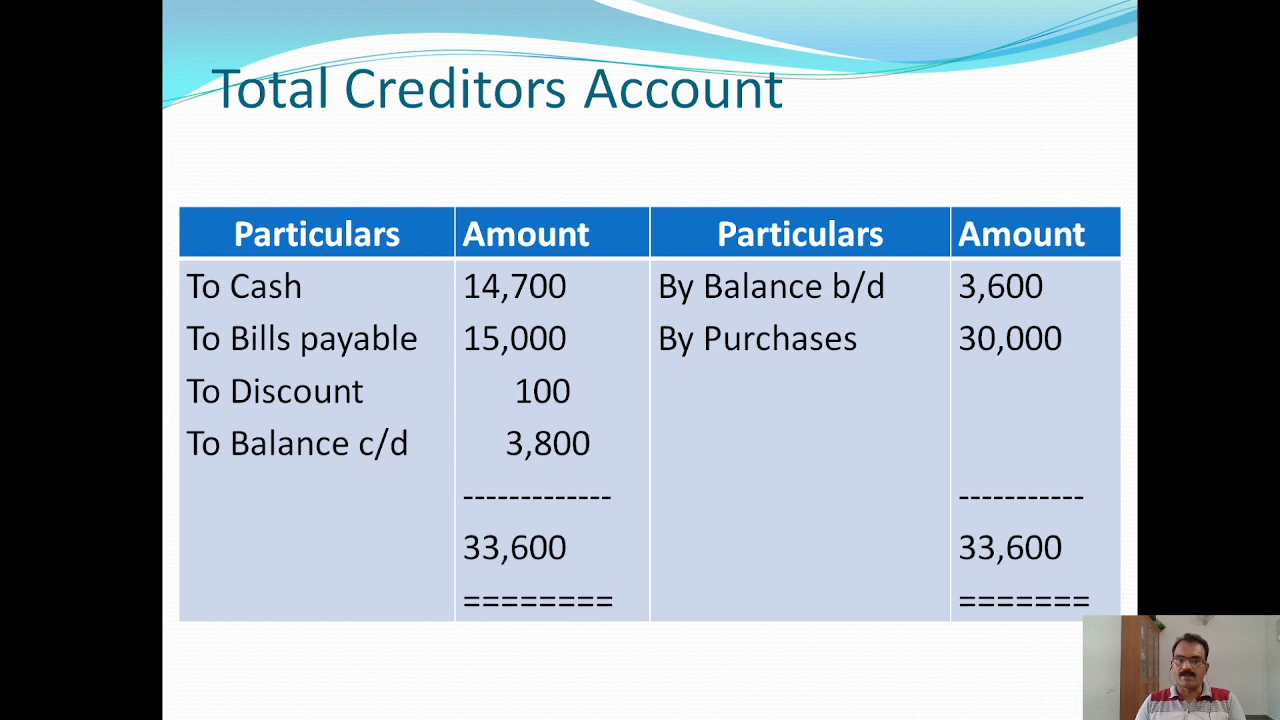 Total Creditors Account
Particulars Amount Particulars Amount
To Cash 14,700 By Balance b/d 3,600
To Bills payable 15,000 By Purchases 30,000
To Discount 100
To Balance c/d 3,800
------------- -----------
33,600 33,600
======== =======